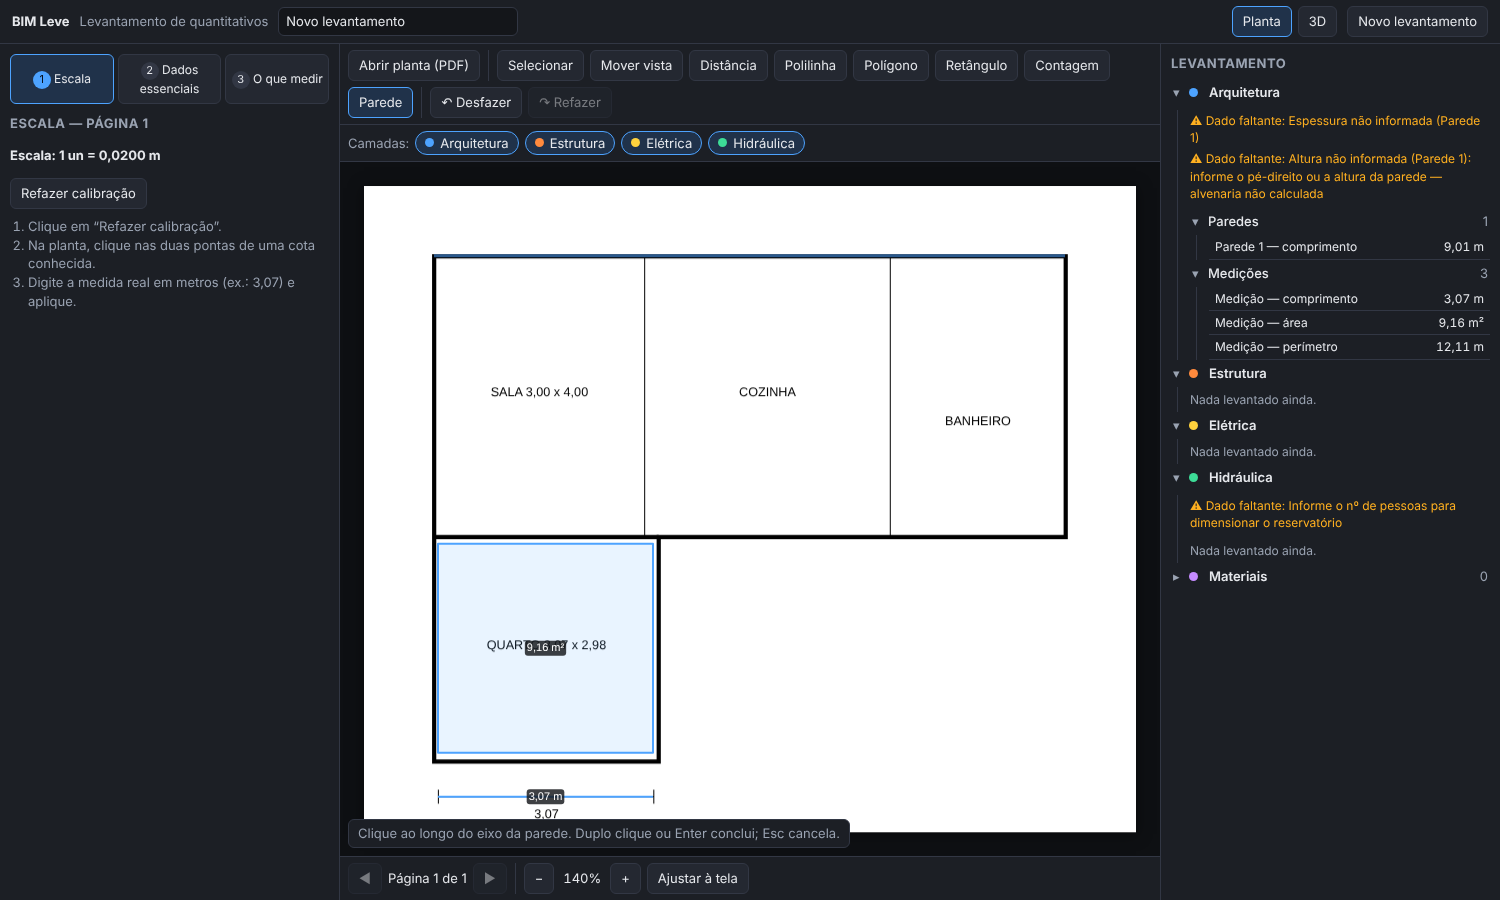 BIM Leve Levantamento de quantitativos Novo levantamento Planta 3D Novo levantamento
1 Escala
2 Dados essenciais
3 O que medir
ESCALA — PÁGINA 1
Escala: 1 un = 0,0200 m
Refazer calibração
1. Clique em “Refazer calibração”.
2. Na planta, clique nas duas pontas de uma cota
conhecida.
3. Digite a medida real em metros (ex.: 3,07) e
aplique.
Abrir planta (PDF) Selecionar Mover vista Distância Polilinha Polígono Retângulo Contagem
Parede ↶ Desfazer ↷ Refazer
Camadas: Arquitetura Estrutura Elétrica Hidráulica
SALA 3,00 x 4,00
COZINHA
BANHEIRO
QUART x 2,98
9,16 m²
3,07 m
3,07
Clique ao longo do eixo da parede. Duplo clique ou Enter conclui; Esc cancela.
◀ Página 1 de 1 ▶ − 140% + Ajustar à tela
LEVANTAMENTO
▾ Arquitetura
⚠ Dado faltante: Espessura não informada (Parede
1)
⚠ Dado faltante: Altura não informada (Parede 1):
informe o pé-direito ou a altura da parede —
alvenaria não calculada
▾ Paredes 1
Parede 1 — comprimento 9,01 m
▾ Medições 3
Medição — comprimento 3,07 m
Medição — área 9,16 m²
Medição — perímetro 12,11 m
▾ Estrutura
Nada levantado ainda.
▾ Elétrica
Nada levantado ainda.
▾ Hidráulica
⚠ Dado faltante: Informe o nº de pessoas para
dimensionar o reservatório
Nada levantado ainda.
▸ Materiais 0